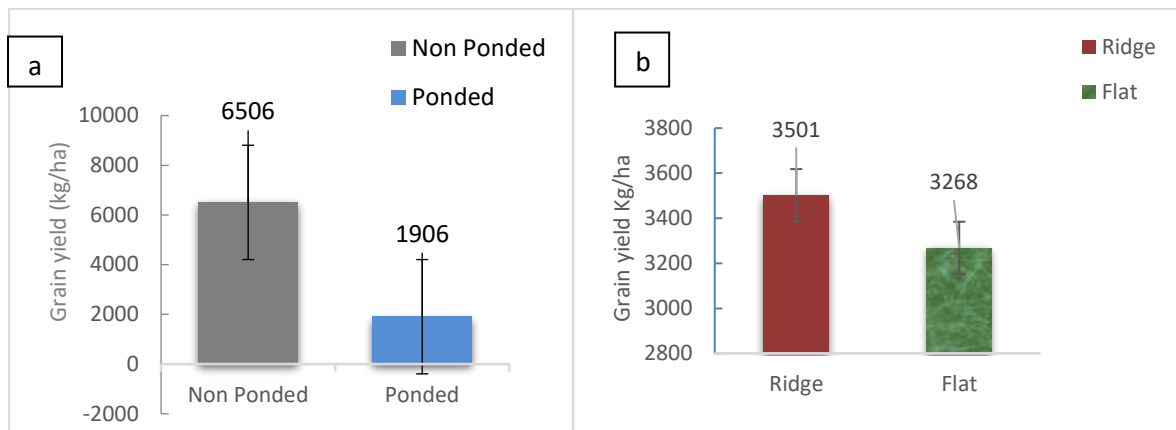 a
Non Ponded
Ponded
Grain yield (kg/ha)
10000
8000
6000
4000
2000
0
-2000
6506
1906
Non Ponded
Ponded
b
Ridge
Flat
Grain yield Kg/ha
3800
3600
3400
3200
3000
2800
3501
3268
Ridge
Flat